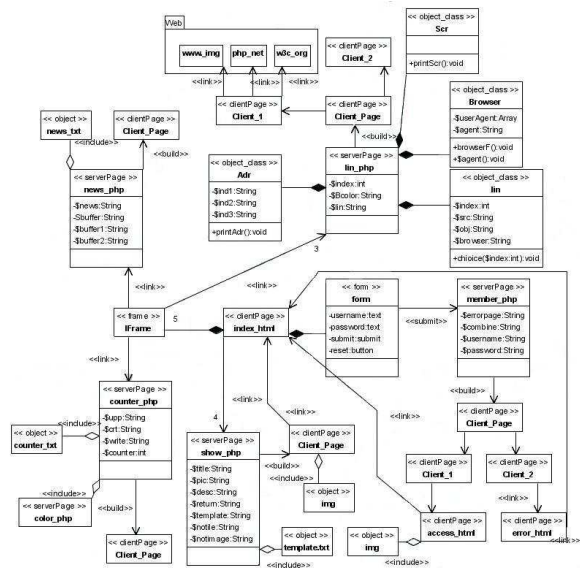 VVeb
www_img
php_net
w3c_org
<<link>>
<<link>>
<<link>>
<< clientPage >>
Client_2
<< object_class >>
Scr
+printScr():void
<< object >>
news_txt
<< clientPage >>
Client_Page
<<include>>
<<build>>
<< clientPage >>
Client_1
<< clientPage >>
Client_Page
<<build>>
<< object_class >>
Browser
-$userAgent:Array
-$agent:String
+browserF():void
+$agent():void
<< serverPage >>
news_php
-$news:String
-Sbuffer:String
-$buffer1:String
-$buffer2:String
<< object_class >>
Adr
-$ind1:String
-$ind2:String
-$ind3:String
+printAdr():void
<< serverPage >>
lin_php
-$index:int
-$Bcolor:String
-$lin:String
<< object_class >>
lin
-$index:int
-$src:String
-$obj:String
-$browser:String
+chioice($index:int):void
3
<<link>>
<<link>>
<< frame >>
IFrame
5
<< clientPage >>
index_html
<< form >>
form
-username:text
-password:text
-submit:submit
-reset:button
<<submit>>
<< serverPage >>
member_php
-$errorpage:String
-$combine:String
-$username:String
-$password:String
<<link>>
<<build>>
<< serverPage >>
counter_php
-$upp:String
-$crt:String
-$write:String
-$counter:int
<<include>>
<< object >>
counter_txt
<<include>>
<< serverPage >>
color_php
<<build>>
<< clientPage >>
Client_Page
4
<<link>>
<< serverPage >>
show_php
-$title:String
-$pic:String
-$desc:String
-$return:String
-$template:String
-$notile:String
-$notimage:String
<< clientPage >>
Client_Page
<<build>>
<<include>>
img
<< object >>
template.txt
<<include>>
<<link>>
<< clientPage >>
Client_Page
<< clientPage >>
Client_1
<< clientPage >>
Client_2
<<link>>
<< object >>
img
<<include>>
<< clientPage >>
access_html
<< clientPage >>
error_html
<<link>>